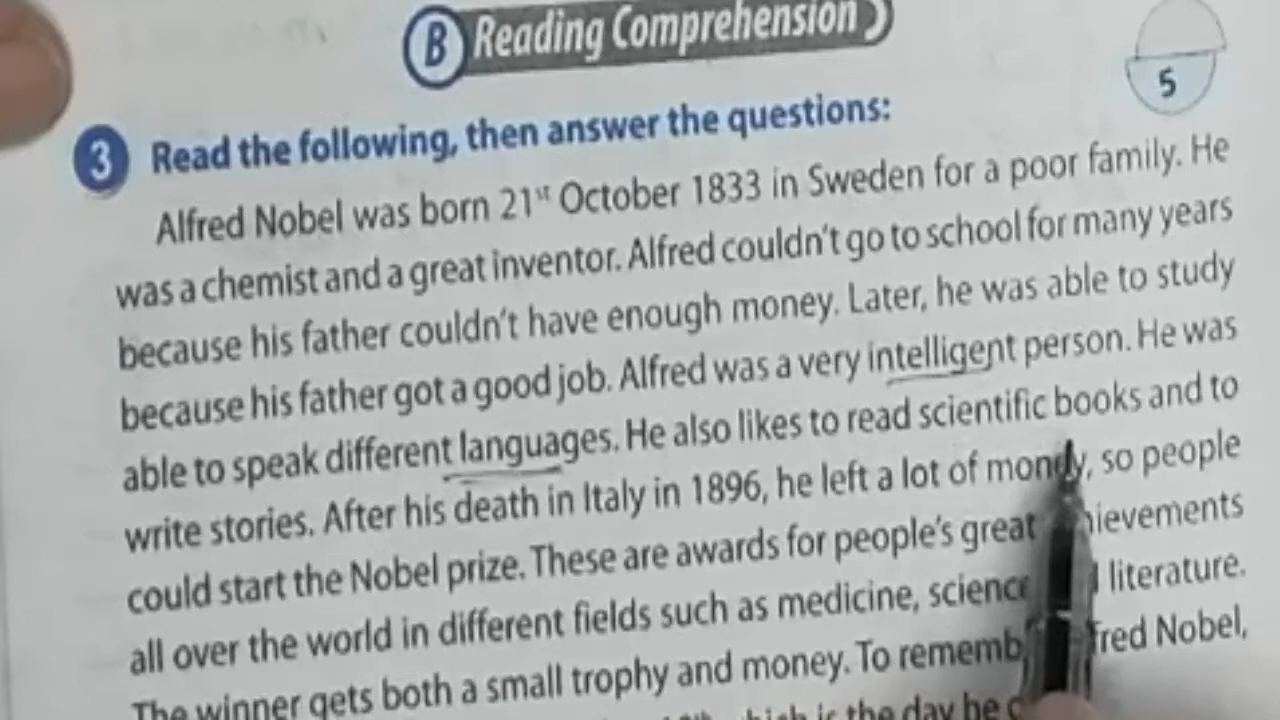 B Reading Comprehension
5
3 Read the following, then answer the questions:
Alfred Nobel was born 21st October 1833 in Sweden for a poor family. He
was a chemist and a great inventor. Alfred couldn't go to school for many years
because his father couldn't have enough money. Later, he was able to study
because his father got a good job. Alfred was a very intelligent person. He was
able to speak different languages. He also likes to read scientific books and to
write stories. After his death in Italy in 1896, he left a lot of money, so people
could start the Nobel prize. These are awards for people's great
all over the world in different fields such as medicine, literature.
The winner gets both a small trophy and money. To Nobel,
is the day he